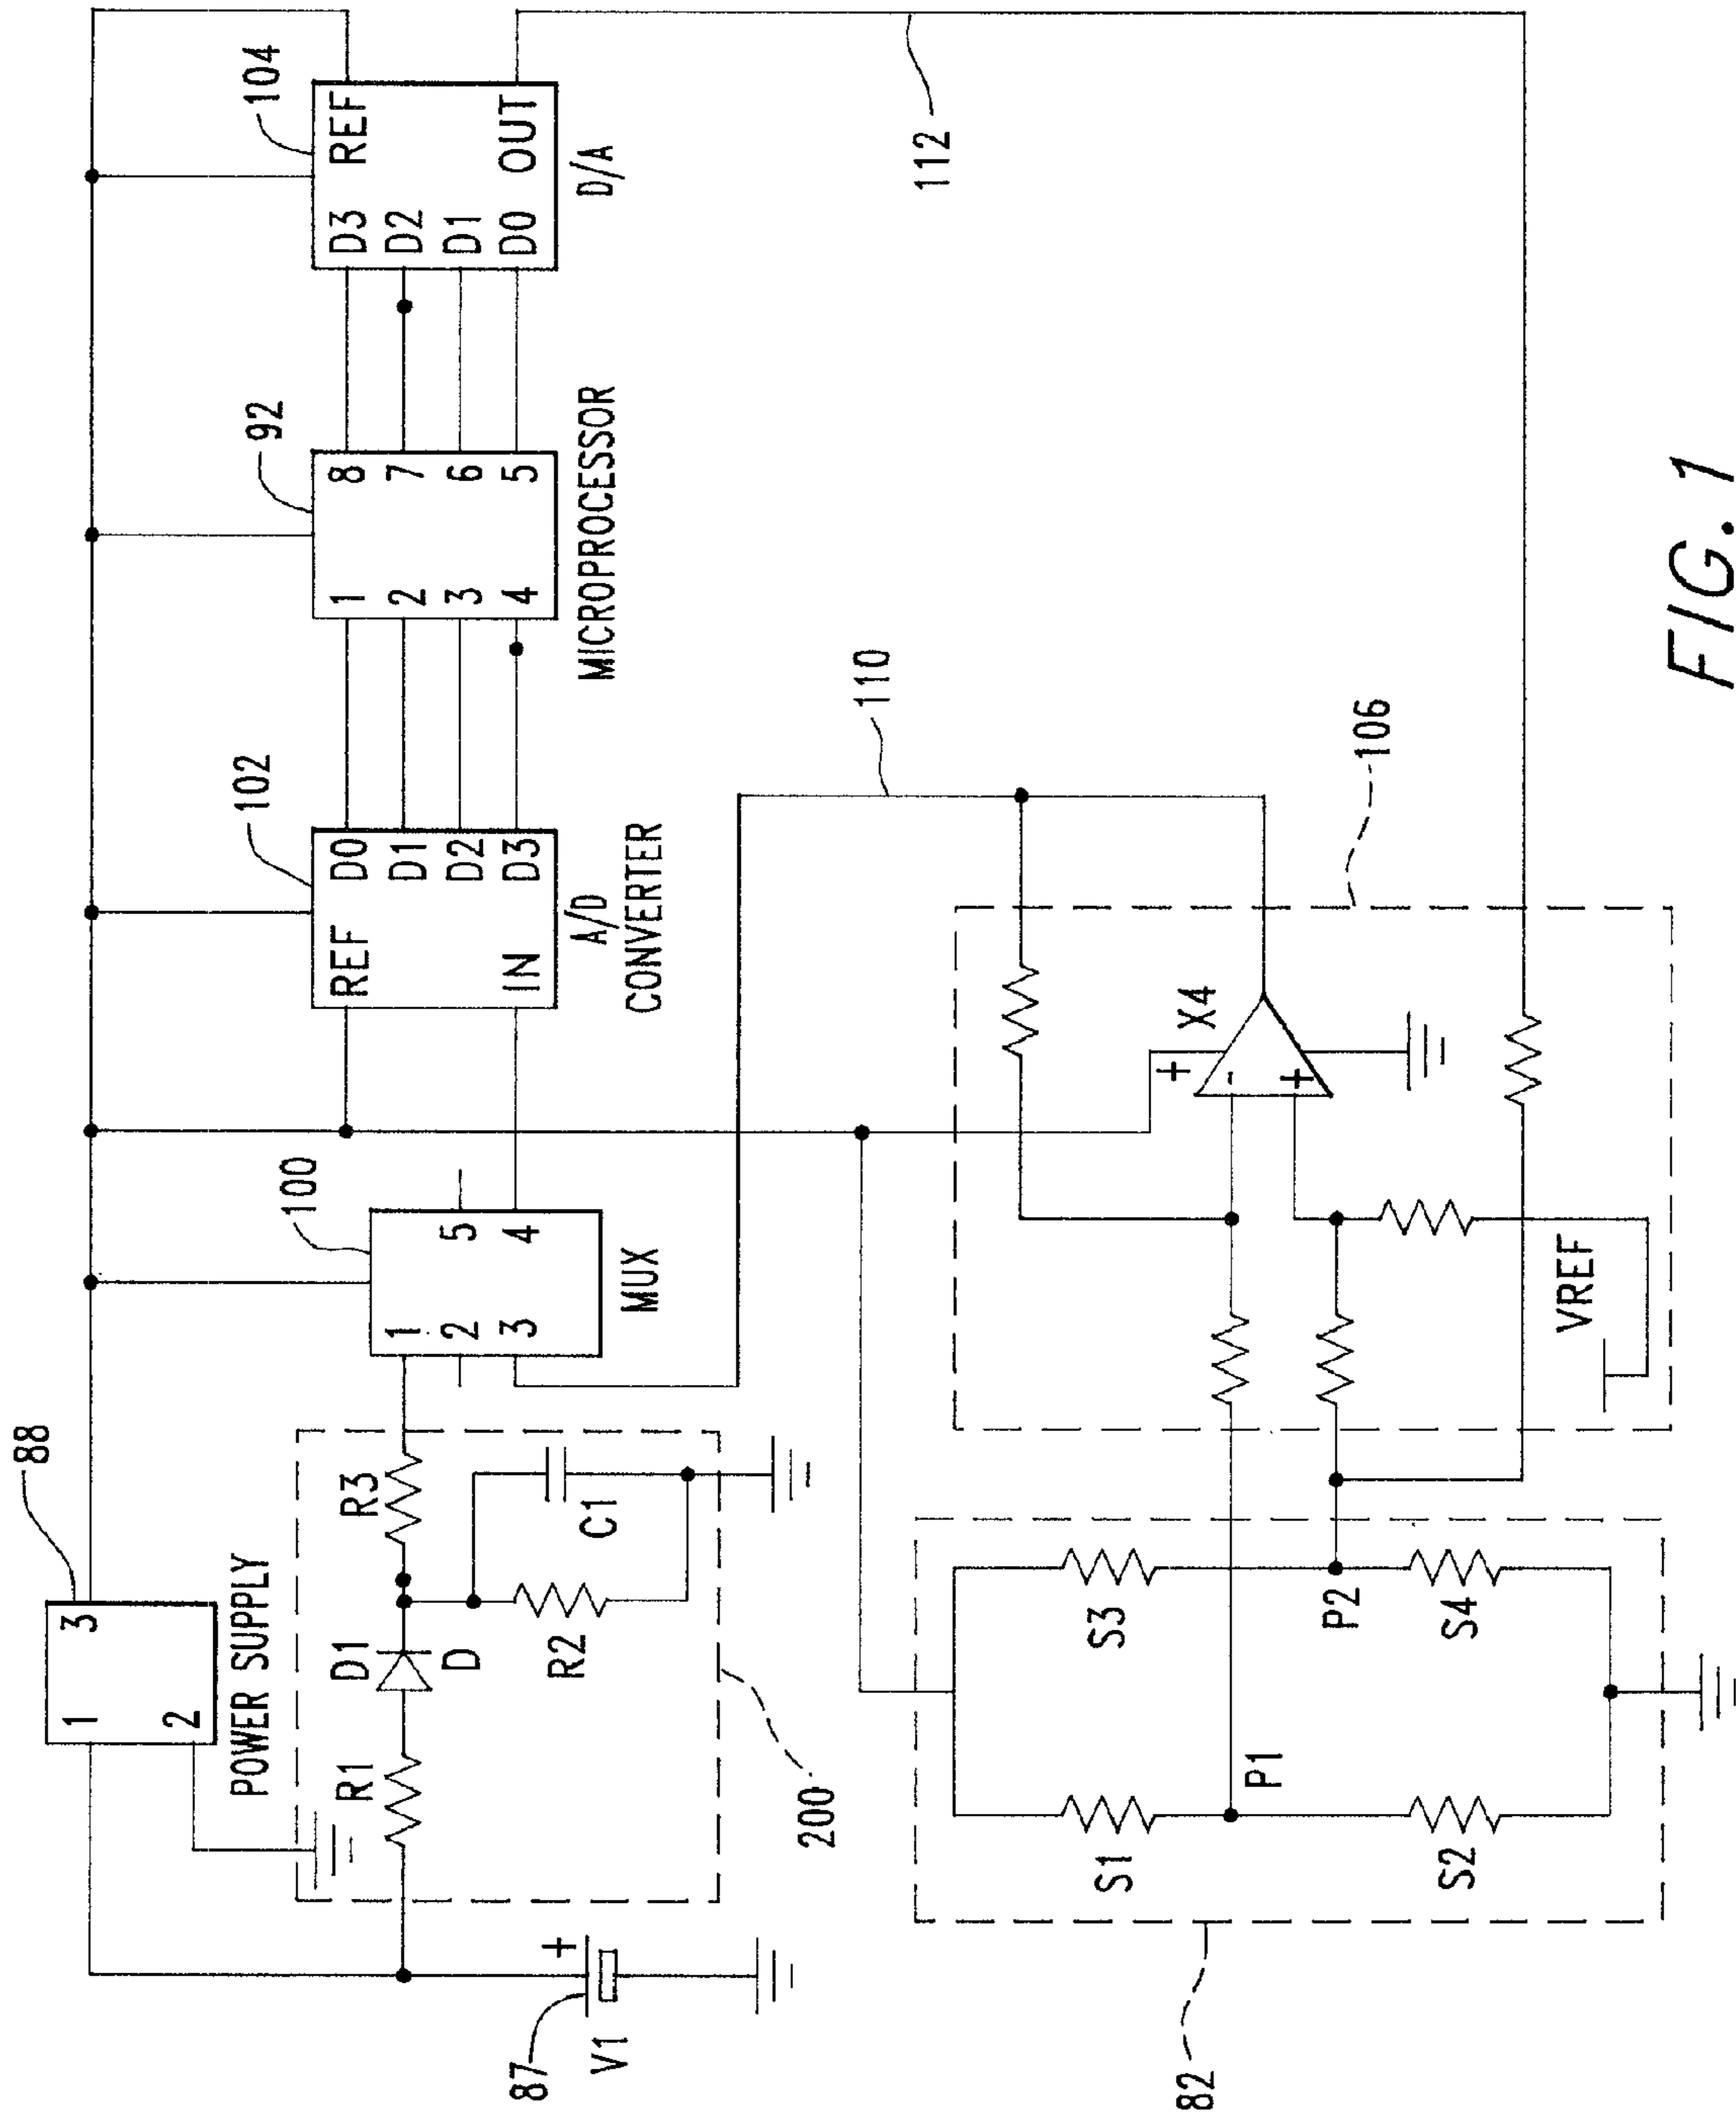 88
3
1
2
POWER SUPPLY
87
+
V1
R1
D1
D
R3
R2
C1
200
100
1
2
3
5
4
MUX
102
REF
D0
D1
D2
IN
D3
A/D
CONVERTER
92
1
2
3
4
8
7
6
5
MICROPROCESSOR
104
D3
REF
D2
D1
D0
OUT
D/A
112
110
106
X4
+
-
+
VREF
82
S1
S2
S3
S4
P1
P2
FIG. 1